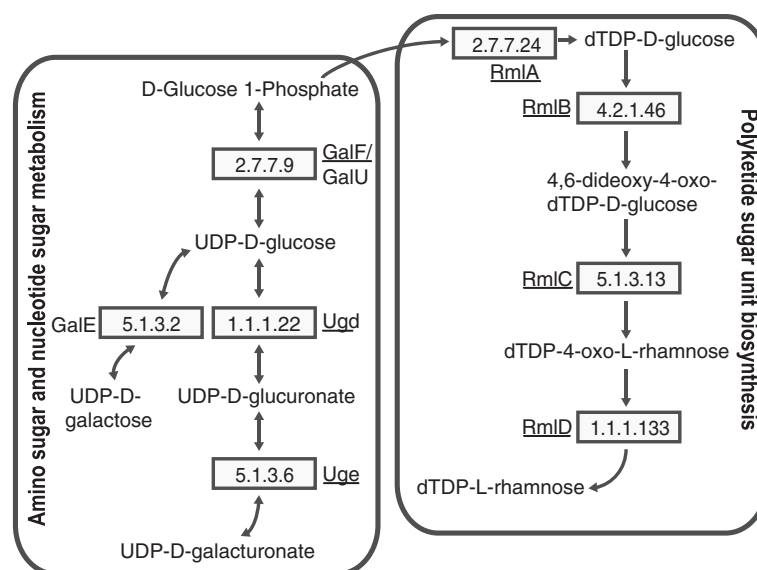 Amino sugar and nucleotide sugar metabolism
D-Glucose 1-Phosphate
2.7.7.9
GalF/
GalU
UDP-D-glucose
GalE
5.1.3.2
1.1.1.22
Ugd
UDP-D-
galactose
UDP-D-glucuronate
5.1.3.6
Uge
UDP-D-galacturonate
2.7.7.24
RmlA
dTDP-D-glucose
RmlB
4.2.1.46
4,6-dideoxy-4-oxo-
dTDP-D-glucose
RmlC
5.1.3.13
dTDP-4-oxo-L-rhamnose
RmlD
1.1.1.133
dTDP-L-rhamnose
Polyketide sugar unit biosynthesis